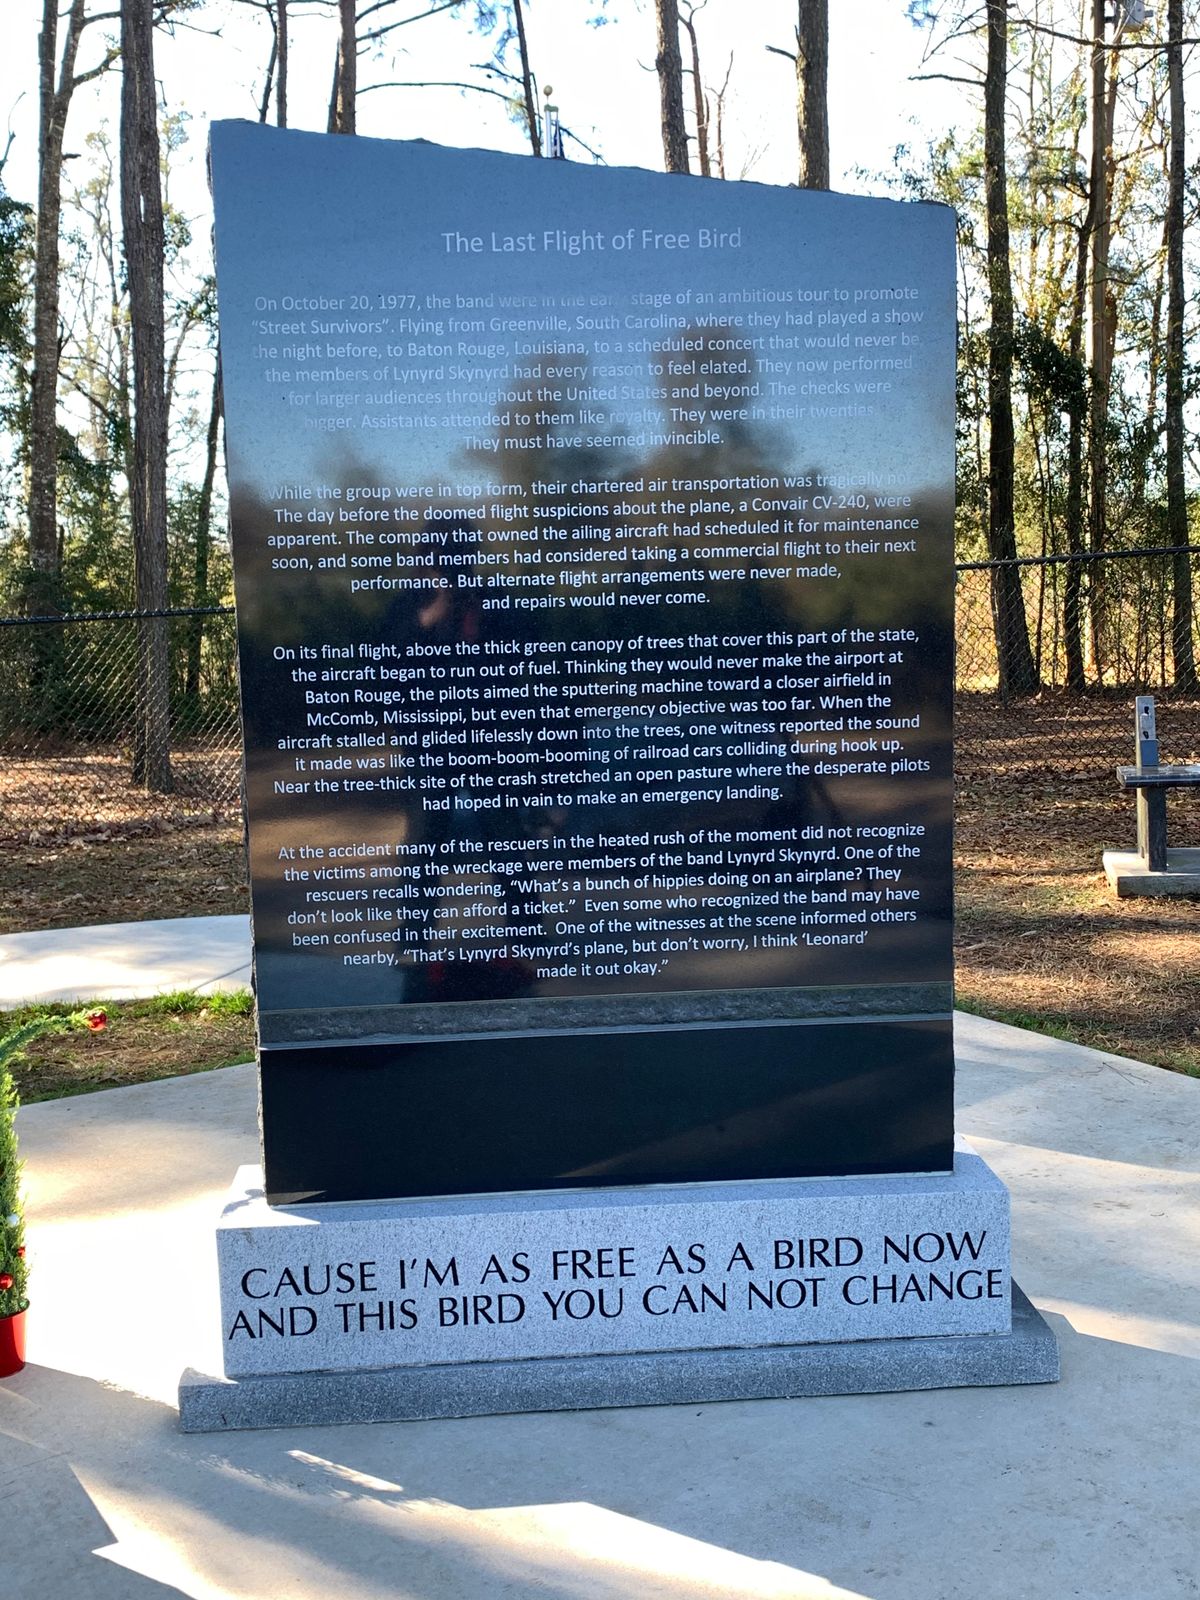 The Last Flight of Free Bird
On October 20, 1977, the band were in the early stage of an ambitious tour to promote
"Street Survivors". Flying from Greenville, South Carolina, where they had played a show
the night before, to Baton Rouge, Louisiana, to a scheduled concert that would never be,
the members of Lynyrd Skynyrd had every reason to feel elated. They now performed
for larger audiences throughout the United States and beyond. The checks were
bigger. Assistants attended to them like royalty. They were in their twenties.
They must have seemed invincible.
While the group were in top form, their chartered air transportation was tragically not.
The day before the doomed flight suspicions about the plane, a Convair CV-240, were
apparent. The company that owned the ailing aircraft had scheduled it for maintenance
soon, and some band members had considered taking a commercial flight to their next
performance. But alternate flight arrangements were never made,
and repairs would never come.
On its final flight, above the thick green canopy of trees that cover this part of the state,
the aircraft began to run out of fuel. Thinking they would never make the airport at
Baton Rouge, the pilots aimed the sputtering machine toward a closer airfield in
McComb, Mississippi, but even that emergency objective was too far. When the
aircraft stalled and glided lifelessly down into the trees, one witness reported the sound
it made was like the boom-boom-booming of railroad cars colliding during hook up.
Near the tree-thick site of the crash stretched an open pasture where the desperate pilots
had hoped in vain to make an emergency landing.
At the accident many of the rescuers in the heated rush of the moment did not recognize
the victims among the wreckage were members of the band Lynyrd Skynyrd. One of the
rescuers recalls wondering, "What's a bunch of hippies doing on an airplane? They
don't look like they can afford a ticket." Even some who recognized the band may have
been confused in their excitement. One of the witnesses at the scene informed others
nearby, "That's Lynyrd Skynyrd's plane, but don't worry, I think 'Leonard'
made it out okay."
CAUSE I'M AS FREE AS A BIRD NOW
AND THIS BIRD YOU CAN NOT CHANGE